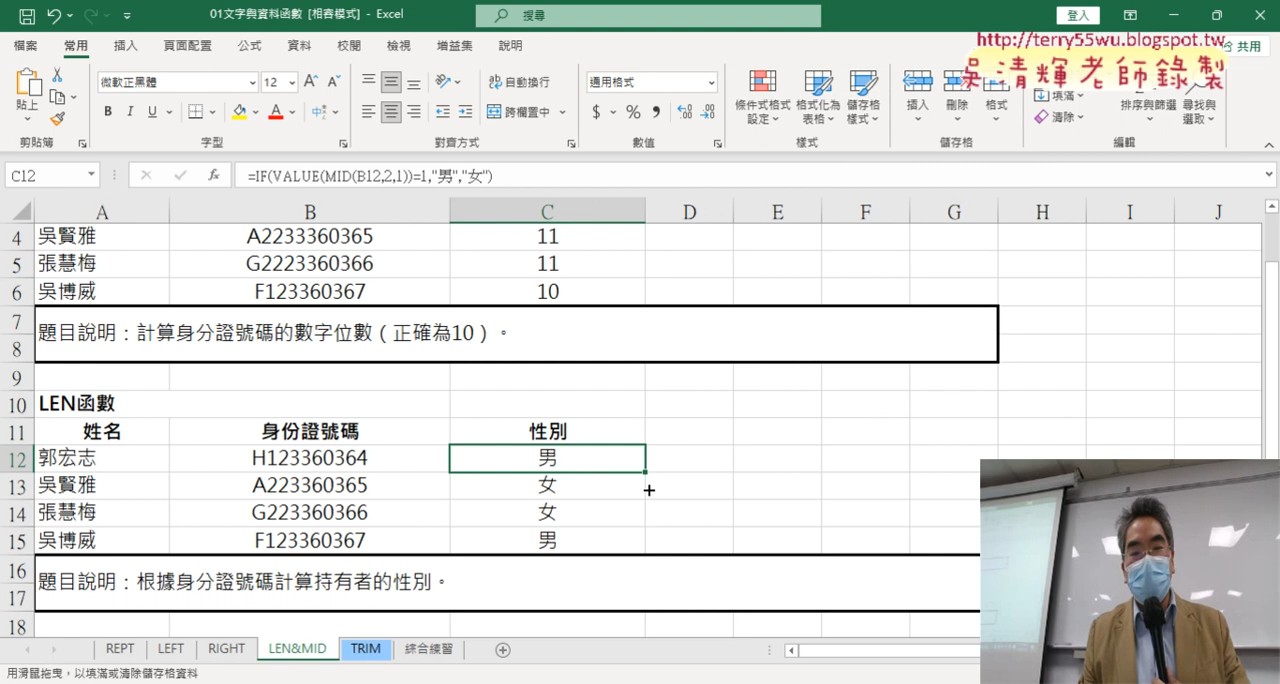 01文字與資料函數 [相容模式] - Excel
搜尋
登入
檔案 常用 插入 頁面配置 公式 資料 校閱 檢視 增益集 說明
共用
http://terry55wu.blogspot.tw
吳清輝老師錄製
貼上
微軟正黑體
12
B I U
自動換行
跨欄置中
通用格式
$ % ,
條件式格式設定
格式化為表格
儲存格樣式
插入
刪除
格式
填滿
清除
排序與篩選
尋找與選取
剪貼簿 字型 對齊方式 數值 樣式 儲存格 編輯
C12
fx
=IF(VALUE(MID(B12,2,1))=1,"男","女")
A B C D E F G H I J
4 吳賢雅 A2233360365 11
5 張慧梅 G2223360366 11
6 吳博威 F123360367 10
7
題目說明：計算身分證號碼的數字位數（正確為10）。
8
9
10 LEN函數
11 姓名 身份證號碼 性別
12 郭宏志 H123360364 男
13 吳賢雅 A223360365 女
14 張慧梅 G223360366 女
15 吳博威 F123360367 男
16
題目說明：根據身分證號碼計算持有者的性別。
17
18
REPT LEFT RIGHT LEN&MID TRIM 綜合練習
用滑鼠拖曳，以填滿或清除儲存格資料